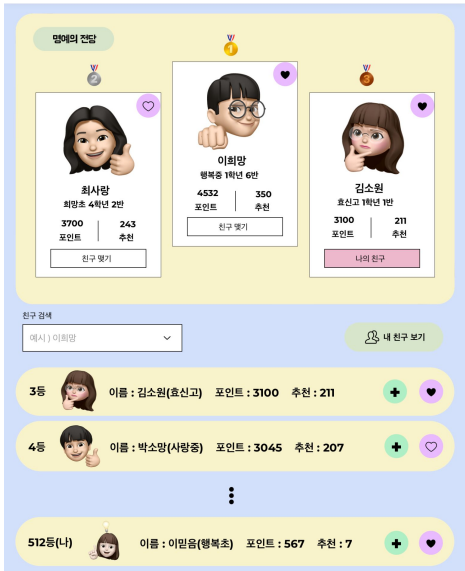 명예의 전당
1
2
3
최사랑
희망초 4학년 2반
3700 243
포인트 추천
친구 맺기
이희망
행복중 1학년 6반
4532 350
포인트 추천
친구 맺기
김소원
효신고 1학년 1반
3100 211
포인트 추천
나의 친구
친구 검색
예시 ) 이희망
내 친구 보기
3등 이름 : 김소원(효신고) 포인트 : 3100 추천 : 211
4등 이름 : 박소망(사랑중) 포인트 : 3045 추천 : 207
512등(나) 이름 : 이믿음(행복초) 포인트 : 567 추천 : 7